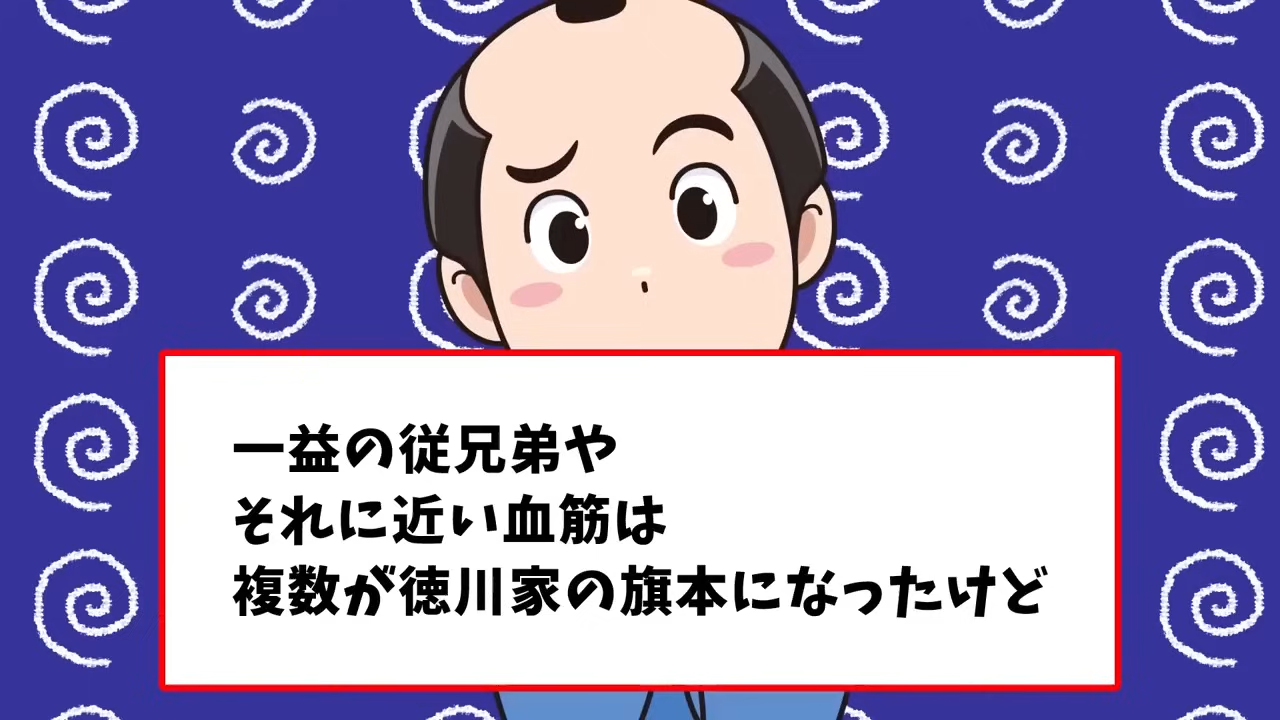 一益の従兄弟や
それに近い血筋は
複数が徳川家の旗本になったけど